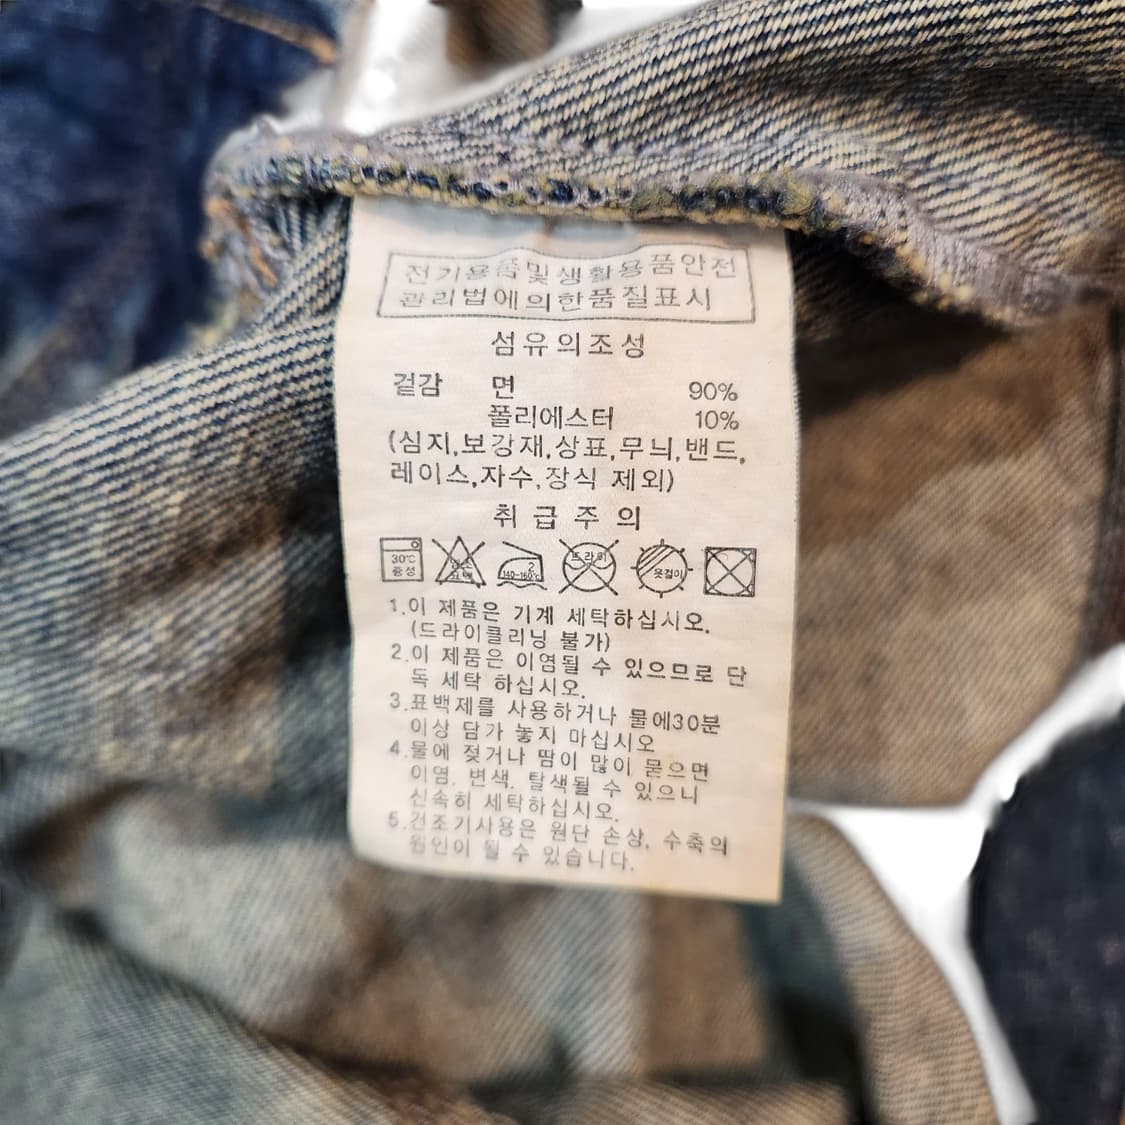 전기용품및생활용품안전
관리법에의한품질표시
섬유의조성
겉감 면 90%
폴리에스터 10%
(심지,보강재,상표,무늬,밴드,
레이스,자수,장식 제외)
취급주의
30℃ 중성 염소 표백 2 140-160℃ 드라이 옷걸이
1.이 제품은 기계 세탁하십시오.
(드라이클리닝 불가)
2.이 제품은 이염될 수 있으므로 단
독 세탁 하십시오.
3.표백제를 사용하거나 물에30분
이상 담가 놓지 마십시오
4.물에 젖거나 땀이 많이 묻으면
이염. 변색. 탈색될 수 있으니
신속히 세탁하십시오.
5.건조기사용은 원단 손상, 수축의
원인이 될 수 있습니다.